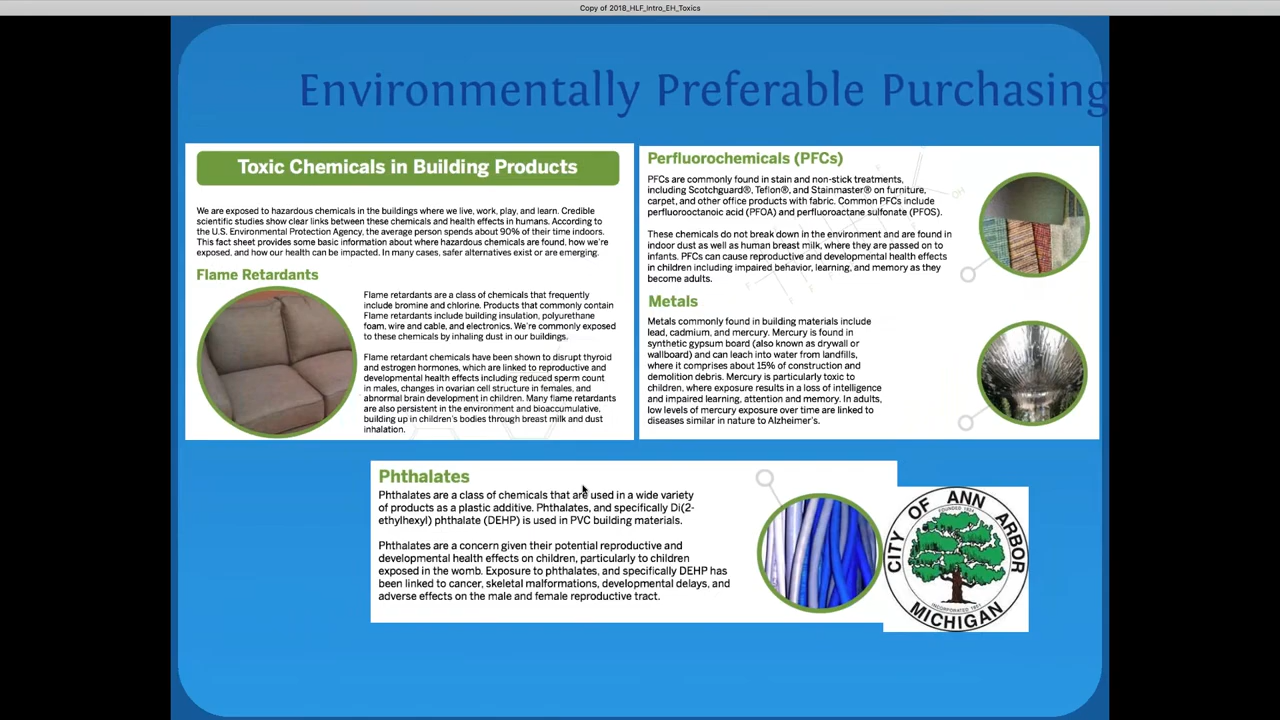 Copy of 2018_HLF_Intro_EH_Toxics
Environmentally Preferable Purchasing
Toxic Chemicals in Building Products
We are exposed to hazardous chemicals in the buildings where we live, work, play, and learn. Credible
scientific studies show clear links between these chemicals and health effects in humans. According to
the U.S. Environmental Protection Agency, the average person spends about 90% of their time indoors.
This fact sheet provides some basic information about where hazardous chemicals are found, how we're
exposed, and how our health can be impacted. In many cases, safer alternatives exist or are emerging.
Flame Retardants
Flame retardants are a class of chemicals that frequently
include bromine and chlorine. Products that commonly contain
Flame retardants include building insulation, polyurethane
foam, wire and cable, and electronics. We're commonly exposed
to these chemicals by inhaling dust in our buildings.
Flame retardant chemicals have been shown to disrupt thyroid
and estrogen hormones, which are linked to reproductive and
developmental health effects including reduced sperm count
in males, changes in ovarian cell structure in females, and
abnormal brain development in children. Many flame retardants
are also persistent in the environment and bioaccumulative,
building up in children's bodies through breast milk and dust
inhalation.
Perfluorochemicals (PFCs)
PFCs are commonly found in stain and non-stick treatments,
including Scotchguard®, Teflon®, and Stainmaster® on furniture,
carpet, and other office products with fabric. Common PFCs include
perfluorooctanoic acid (PFOA) and perfluoroactane sulfonate (PFOS).
These chemicals do not break down in the environment and are found in
indoor dust as well as human breast milk, where they are passed on to
infants. PFCs can cause reproductive and developmental health effects
in children including impaired behavior, learning, and memory as they
become adults.
OH
Metals
Metals commonly found in building materials include
lead, cadmium, and mercury. Mercury is found in
synthetic gypsum board (also known as drywall or
wallboard) and can leach into water from landfills,
where it comprises about 15% of construction and
demolition debris. Mercury is particularly toxic to
children, where exposure results in a loss of intelligence
and impaired learning, attention and memory. In adults,
low levels of mercury exposure over time are linked to
diseases similar in nature to Alzheimer's.
Phthalates
Phthalates are a class of chemicals that are used in a wide variety
of products as a plastic additive. Phthalates, and specifically Di(2-
ethylhexyl) phthalate (DEHP) is used in PVC building materials.
Phthalates are a concern given their potential reproductive and
developmental health effects on children, particularly to children
exposed in the womb. Exposure to phthalates, and specifically DEHP has
been linked to cancer, skeletal malformations, developmental delays, and
adverse effects on the male and female reproductive tract.
CITY OF ANN ARBOR
MICHIGAN